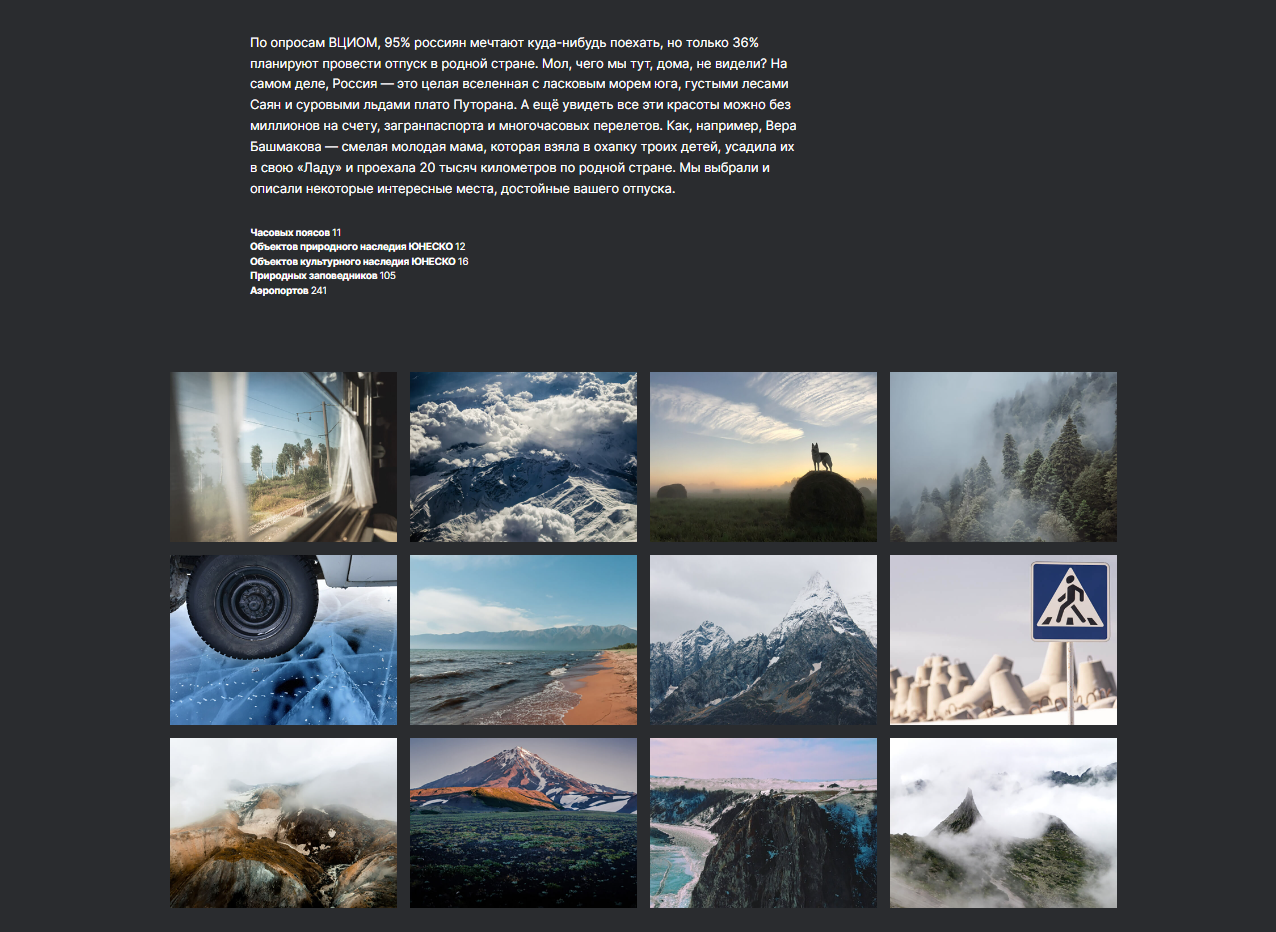 По опросам ВЦИОМ, 95% россиян мечтают куда-нибудь поехать, но только 36%
планируют провести отпуск в родной стране. Мол, чего мы тут, дома, не видели? На
самом деле, Россия — это целая вселенная с ласковым морем юга, густыми лесами
Саян и суровыми льдами плато Путорана. А ещё увидеть все эти красоты можно без
миллионов на счету, загранпаспорта и многочасовых перелетов. Как, например, Вера
Башмакова — смелая молодая мама, которая взяла в охапку троих детей, усадила их
в свою «Ладу» и проехала 20 тысяч километров по родной стране. Мы выбрали и
описали некоторые интересные места, достойные вашего отпуска.
Часовых поясов 11
Объектов природного наследия ЮНЕСКО 12
Объектов культурного наследия ЮНЕСКО 16
Природных заповедников 105
Аэропортов 241